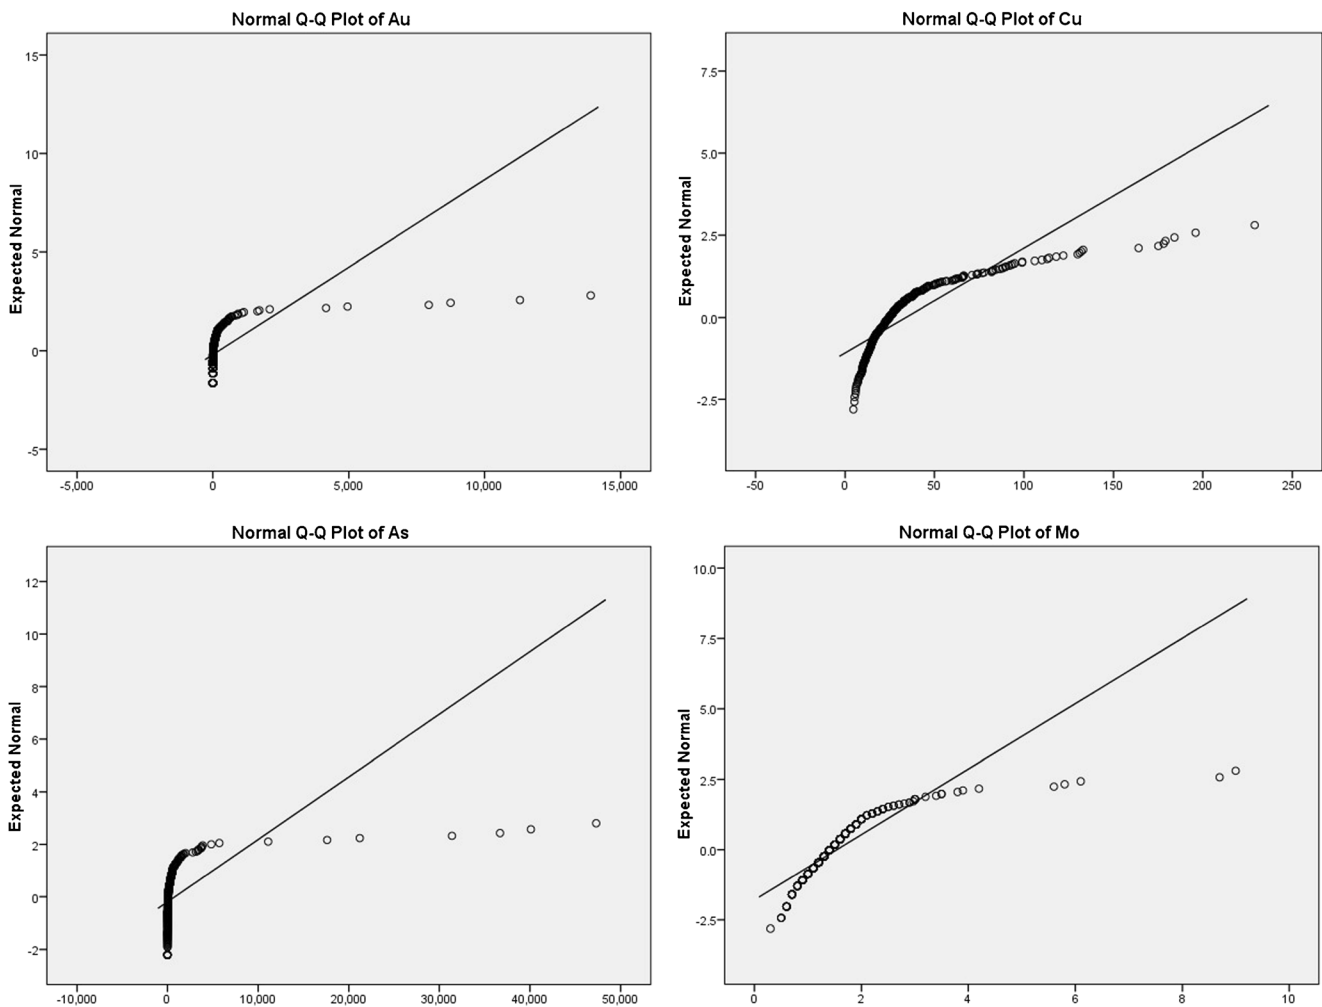 Normal Q-Q Plot of Au
Expected Normal
15
10
5
0
-5
-5,000 0 5,000 10,000 15,000
Normal Q-Q Plot of Cu
Expected Normal
7.5
5.0
2.5
0.0
-2.5
-50 0 50 100 150 200 250
Normal Q-Q Plot of As
Expected Normal
12
10
8
6
4
2
0
-2
-10,000 0 10,000 20,000 30,000 40,000 50,000
Normal Q-Q Plot of Mo
Expected Normal
10.0
7.5
5.0
2.5
0.0
-2.5
0 2 4 6 8 10